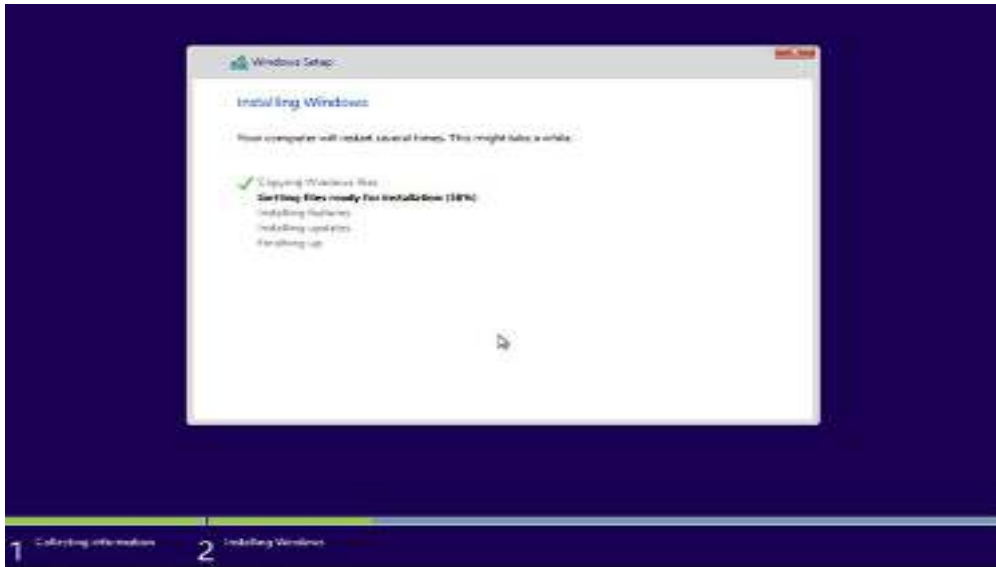 Windows Setup
Installing Windows
Your computer will restart several times. This might take a while.
Copying Windows files
Getting files ready for installation
Installing features
Installing updates
Finishing up
1 Collecting information
2 Installing Windows